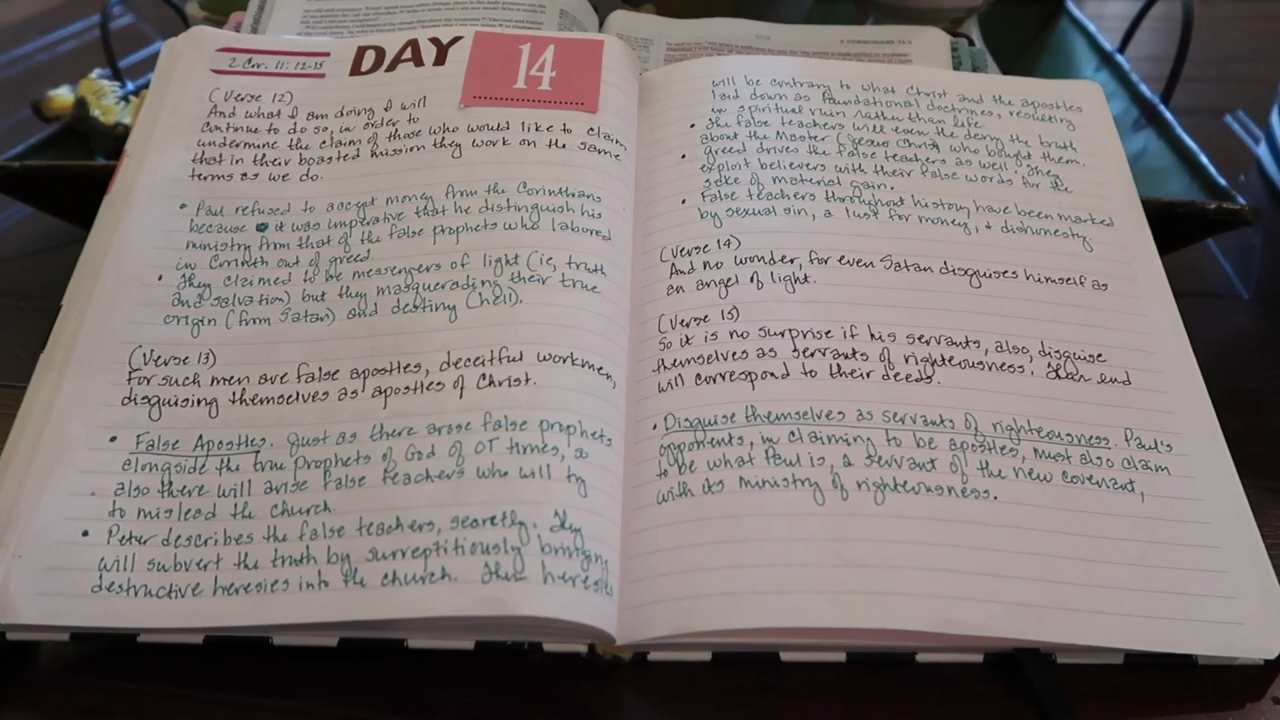 2 Cor. 11: 12-15
DAY
14
(Verse 12)
And what I am doing I will
continue to do so, in order to
undermine the claim of those who would like to claim
that in their boasted mission they work on the same
terms as we do.
• Paul refused to accept money from the Corinthians
because it was imperative that he distinguish his
ministry from that of the false prophets who labored
in Corinth out of greed.
• They claimed to be messengers of light (ie, truth
and salvation) but they masquerading their true
origin (from Satan) and destiny (hell).
(Verse 13)
For such men are false apostles, deceitful workmen,
disguising themselves as apostles of Christ.
• False Apostles. Just as there arose false prophets
alongside the true prophets of God of OT times, so
also there will arise false teachers who will try
to mislead the church.
• Peter describes the false teachers, secretly. They
will subvert the truth by surreptitiously bringing
destructive heresies into the church. Their heresies
will be contrary to what Christ and the apostles
laid down as foundational doctrines, resulting
in spiritual ruin rather than life.
• The false teachers will even the deny the truth
about the Master (Jesus Christ) who bought them.
• greed drives the false teachers as well. They
exploit believers with their false words for the
sake of material gain.
• False teachers throughout history have been marked
by sexual sin, a lust for money, + dishonesty
(Verse 14)
And no wonder, for even Satan disguises himself as
an angel of light.
(Verse 15)
So it is no surprise if his servants, also, disguise
themselves as servants of righteousness. Their end
will correspond to their deeds.
• Disguise themselves as servants of righteousness. Paul's
opponents, in claiming to be apostles, must also claim
to be what Paul is, a servant of the new covenant,
with its ministry of righteousness.